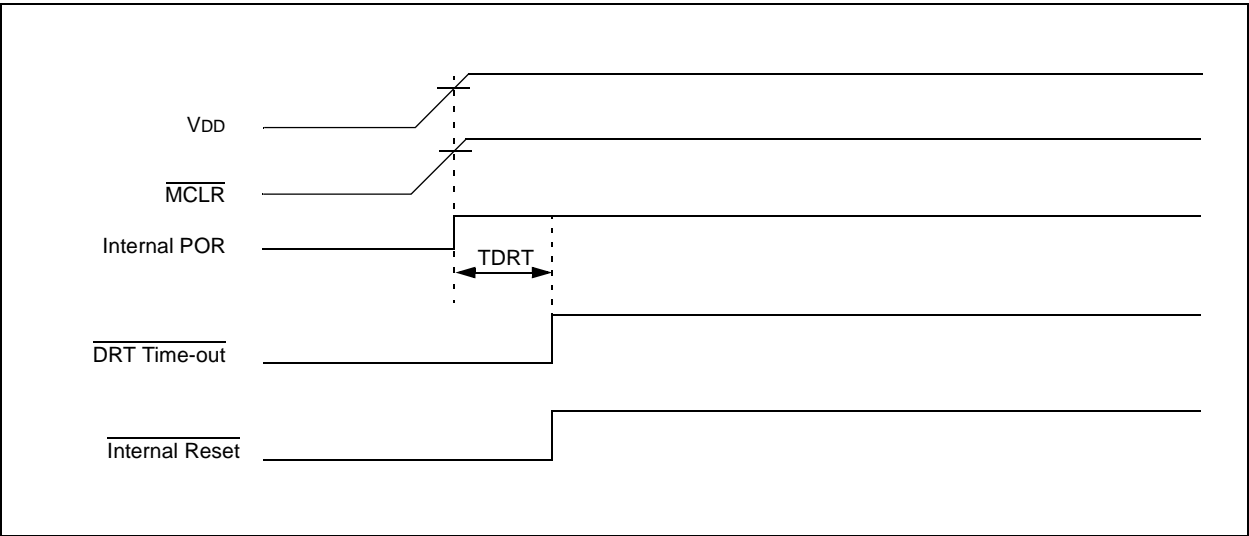 VDD
MCLR
Internal POR
TDRT
DRT Time-out
Internal Reset